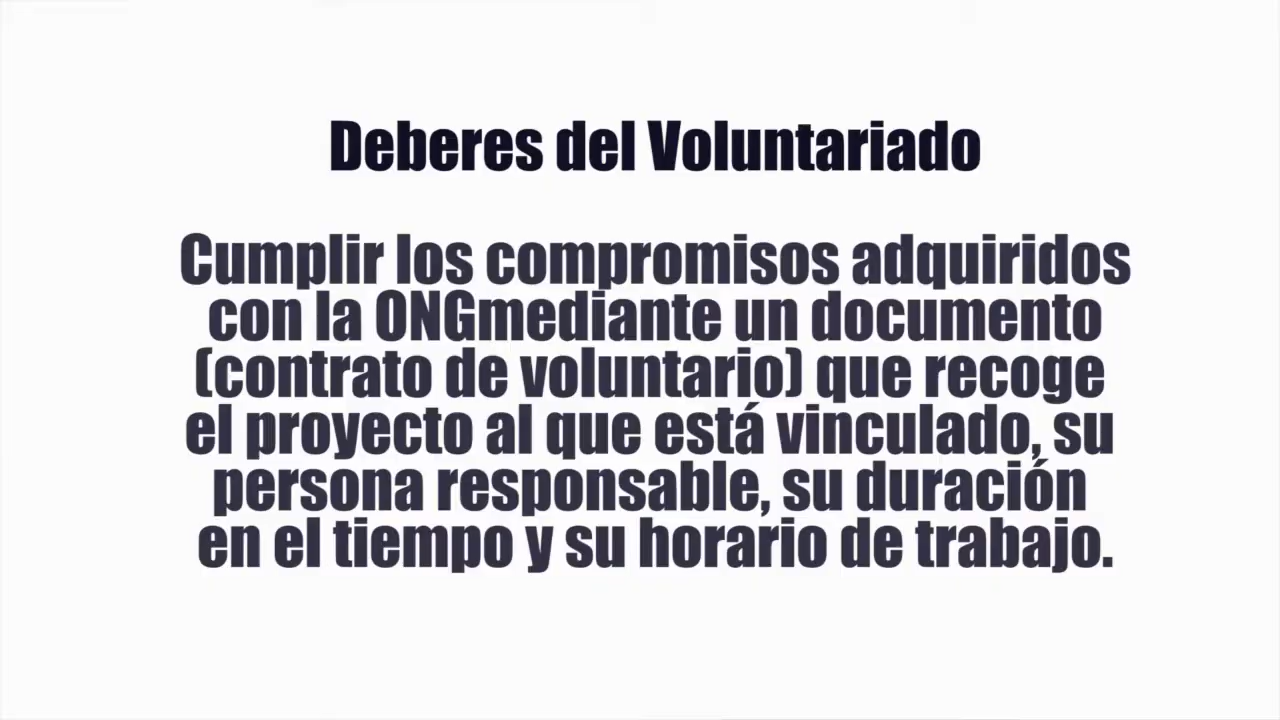 Deberes del Voluntariado
Cumplir los compromisos adquiridos
con la ONGmediante un documento
(contrato de voluntario) que recoge
el proyecto al que está vinculado, su
persona responsable, su duración
en el tiempo y su horario de trabajo.